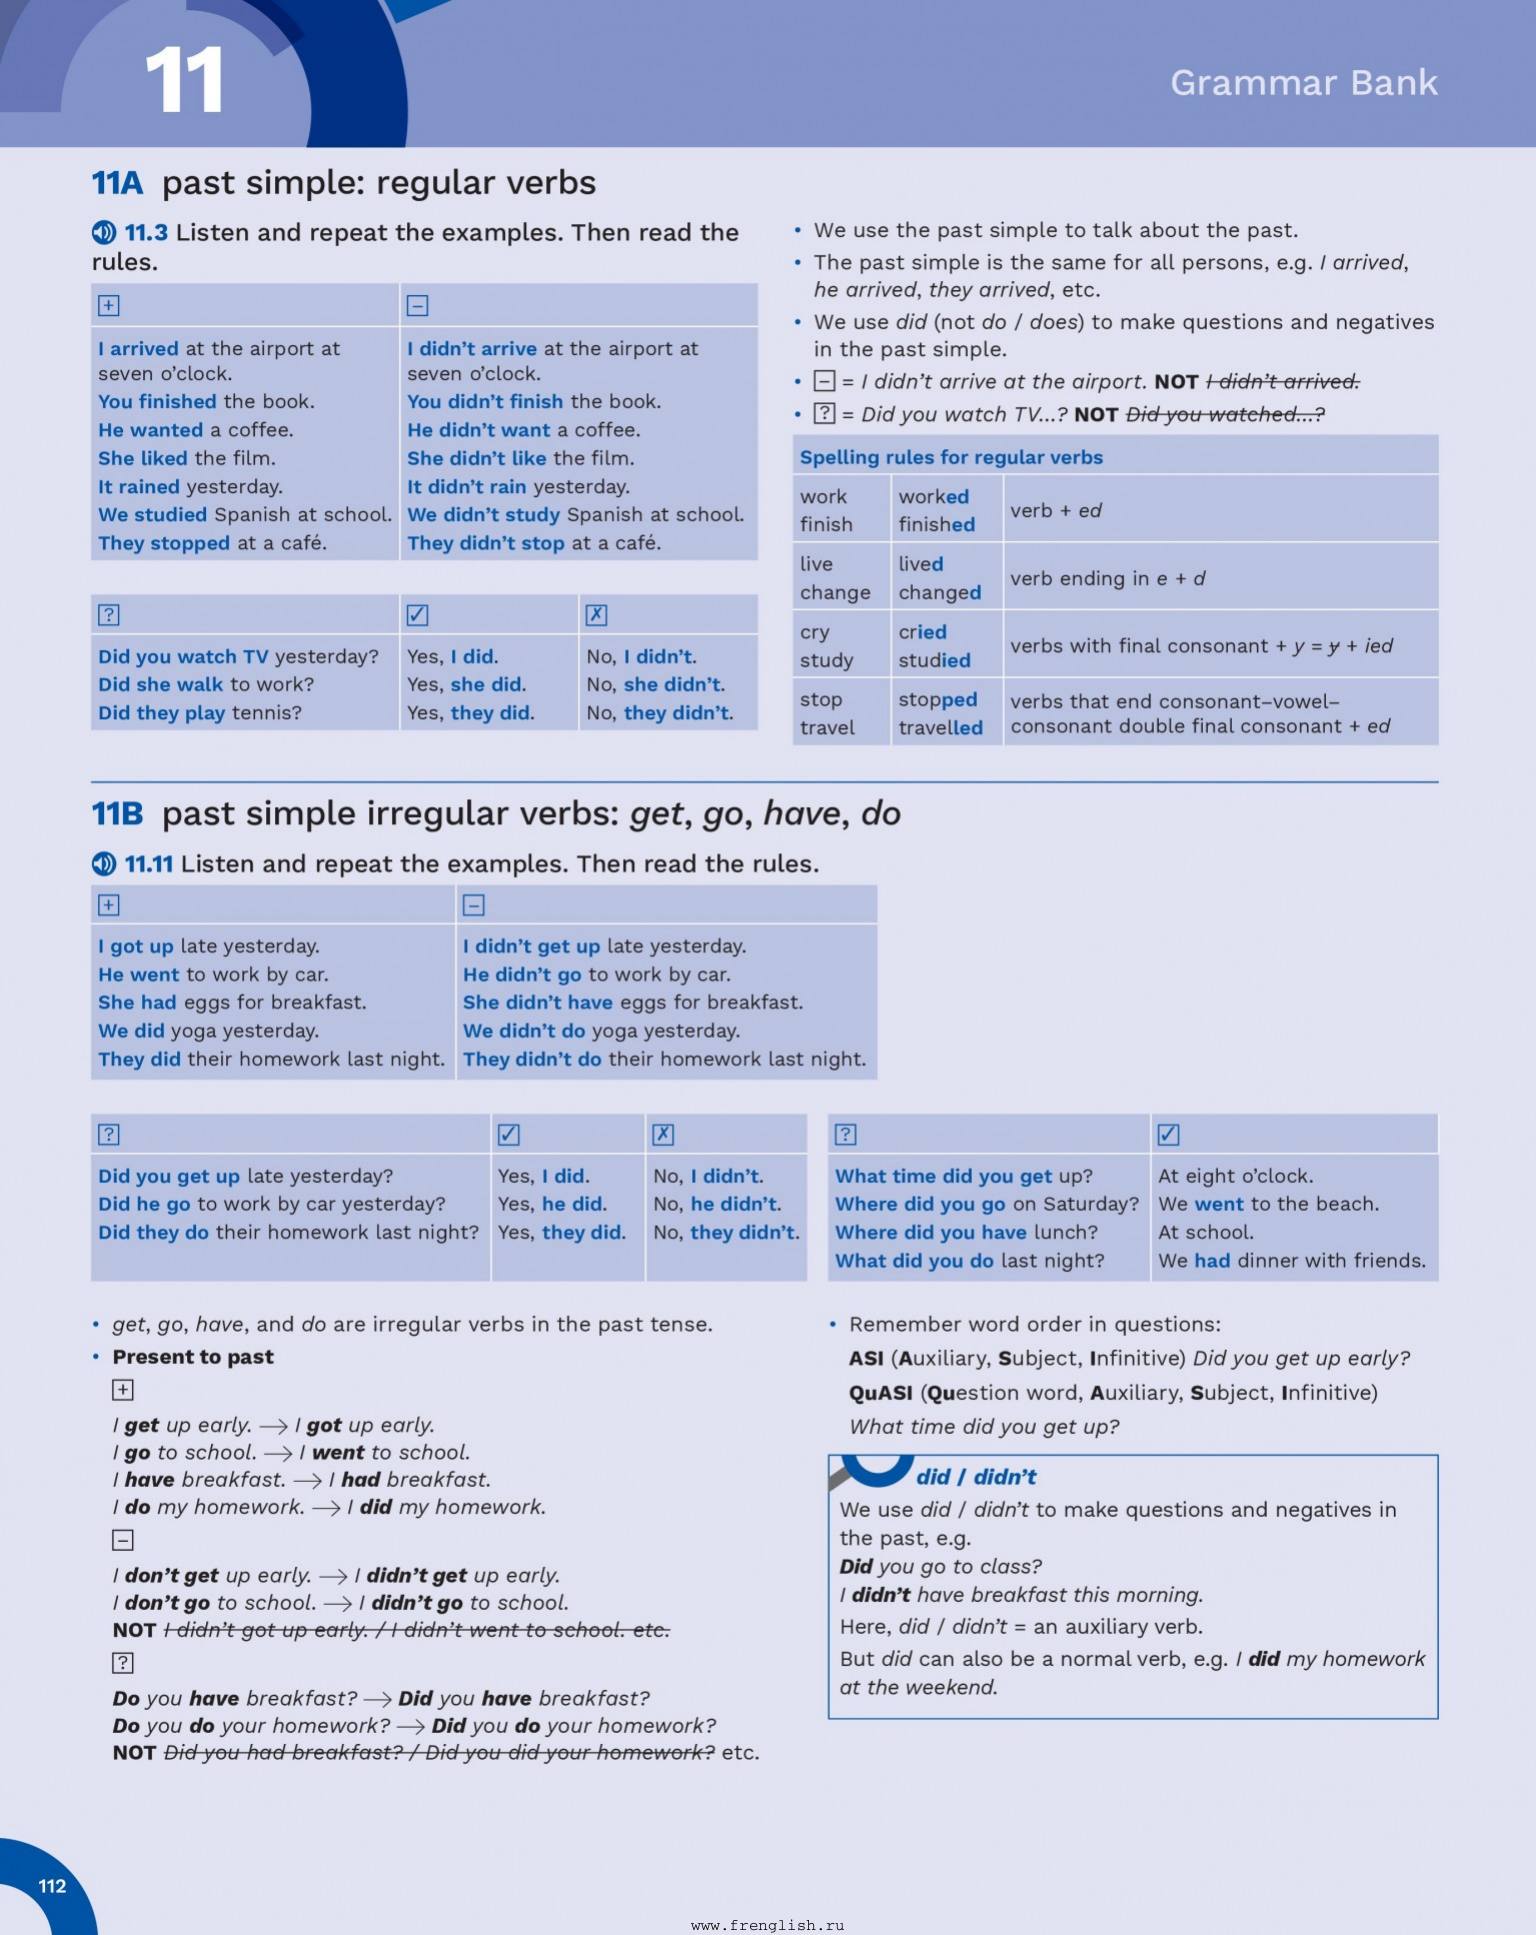 11
Grammar Bank
11A past simple: regular verbs
11.3 Listen and repeat the examples. Then read the
rules.
+ −
I arrived at the airport at
seven o’clock.
You finished the book.
He wanted a coffee.
She liked the film.
It rained yesterday.
We studied Spanish at school.
They stopped at a café.
I didn’t arrive at the airport at
seven o’clock.
You didn’t finish the book.
He didn’t want a coffee.
She didn’t like the film.
It didn’t rain yesterday.
We didn’t study Spanish at school.
They didn’t stop at a café.
? ✓ ✗
Did you watch TV yesterday? Yes, I did. No, I didn’t.
Did she walk to work? Yes, she did. No, she didn’t.
Did they play tennis? Yes, they did. No, they didn’t.
• We use the past simple to talk about the past.
• The past simple is the same for all persons, e.g. I arrived,
he arrived, they arrived, etc.
• We use did (not do / does) to make questions and negatives
in the past simple.
• − = I didn’t arrive at the airport. NOT I didn’t arrived.
• ? = Did you watch TV...? NOT Did you watched...?
Spelling rules for regular verbs
work worked
finish finished
verb + ed
live lived
change changed
verb ending in e + d
cry cried
study studied
verbs with final consonant + y = y + ied
stop stopped
travel travelled
verbs that end consonant–vowel–
consonant double final consonant + ed
11B past simple irregular verbs: get, go, have, do
11.11 Listen and repeat the examples. Then read the rules.
+ −
I got up late yesterday. I didn’t get up late yesterday.
He went to work by car. He didn’t go to work by car.
She had eggs for breakfast. She didn’t have eggs for breakfast.
We did yoga yesterday. We didn’t do yoga yesterday.
They did their homework last night. They didn’t do their homework last night.
? ✓ ✗
Did you get up late yesterday? Yes, I did. No, I didn’t.
Did he go to work by car yesterday? Yes, he did. No, he didn’t.
Did they do their homework last night? Yes, they did. No, they didn’t.
? ✓
What time did you get up? At eight o’clock.
Where did you go on Saturday? We went to the beach.
Where did you have lunch? At school.
What did you do last night? We had dinner with friends.
• get, go, have, and do are irregular verbs in the past tense.
• Present to past
+
I get up early. → I got up early.
I go to school. → I went to school.
I have breakfast. → I had breakfast.
I do my homework. → I did my homework.
−
I don’t get up early. → I didn’t get up early.
I don’t go to school. → I didn’t go to school.
NOT I didn’t got up early. / I didn’t went to school. etc.
?
Do you have breakfast? → Did you have breakfast?
Do you do your homework? → Did you do your homework?
NOT Did you had breakfast? / Did you did your homework? etc.
• Remember word order in questions:
ASI (Auxiliary, Subject, Infinitive) Did you get up early?
QuASI (Question word, Auxiliary, Subject, Infinitive)
What time did you get up?
did / didn’t
We use did / didn’t to make questions and negatives in
the past, e.g.
Did you go to class?
I didn’t have breakfast this morning.
Here, did / didn’t = an auxiliary verb.
But did can also be a normal verb, e.g. I did my homework
at the weekend.
112
www.frenglish.ru